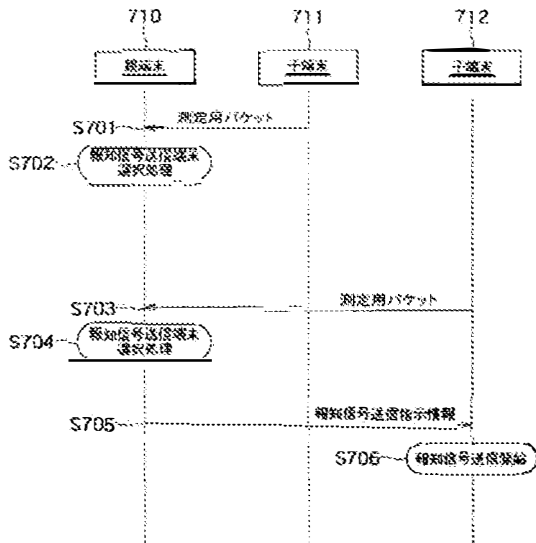 710
711
712
親端末
子端末
子端末
S701
測定用パケット
S702
報知信号送信端末
選択処理
S703
測定用パケット
S704
報知信号送信端末
選択処理
S705
報知信号送信指示情報
S706
報知信号送信開始